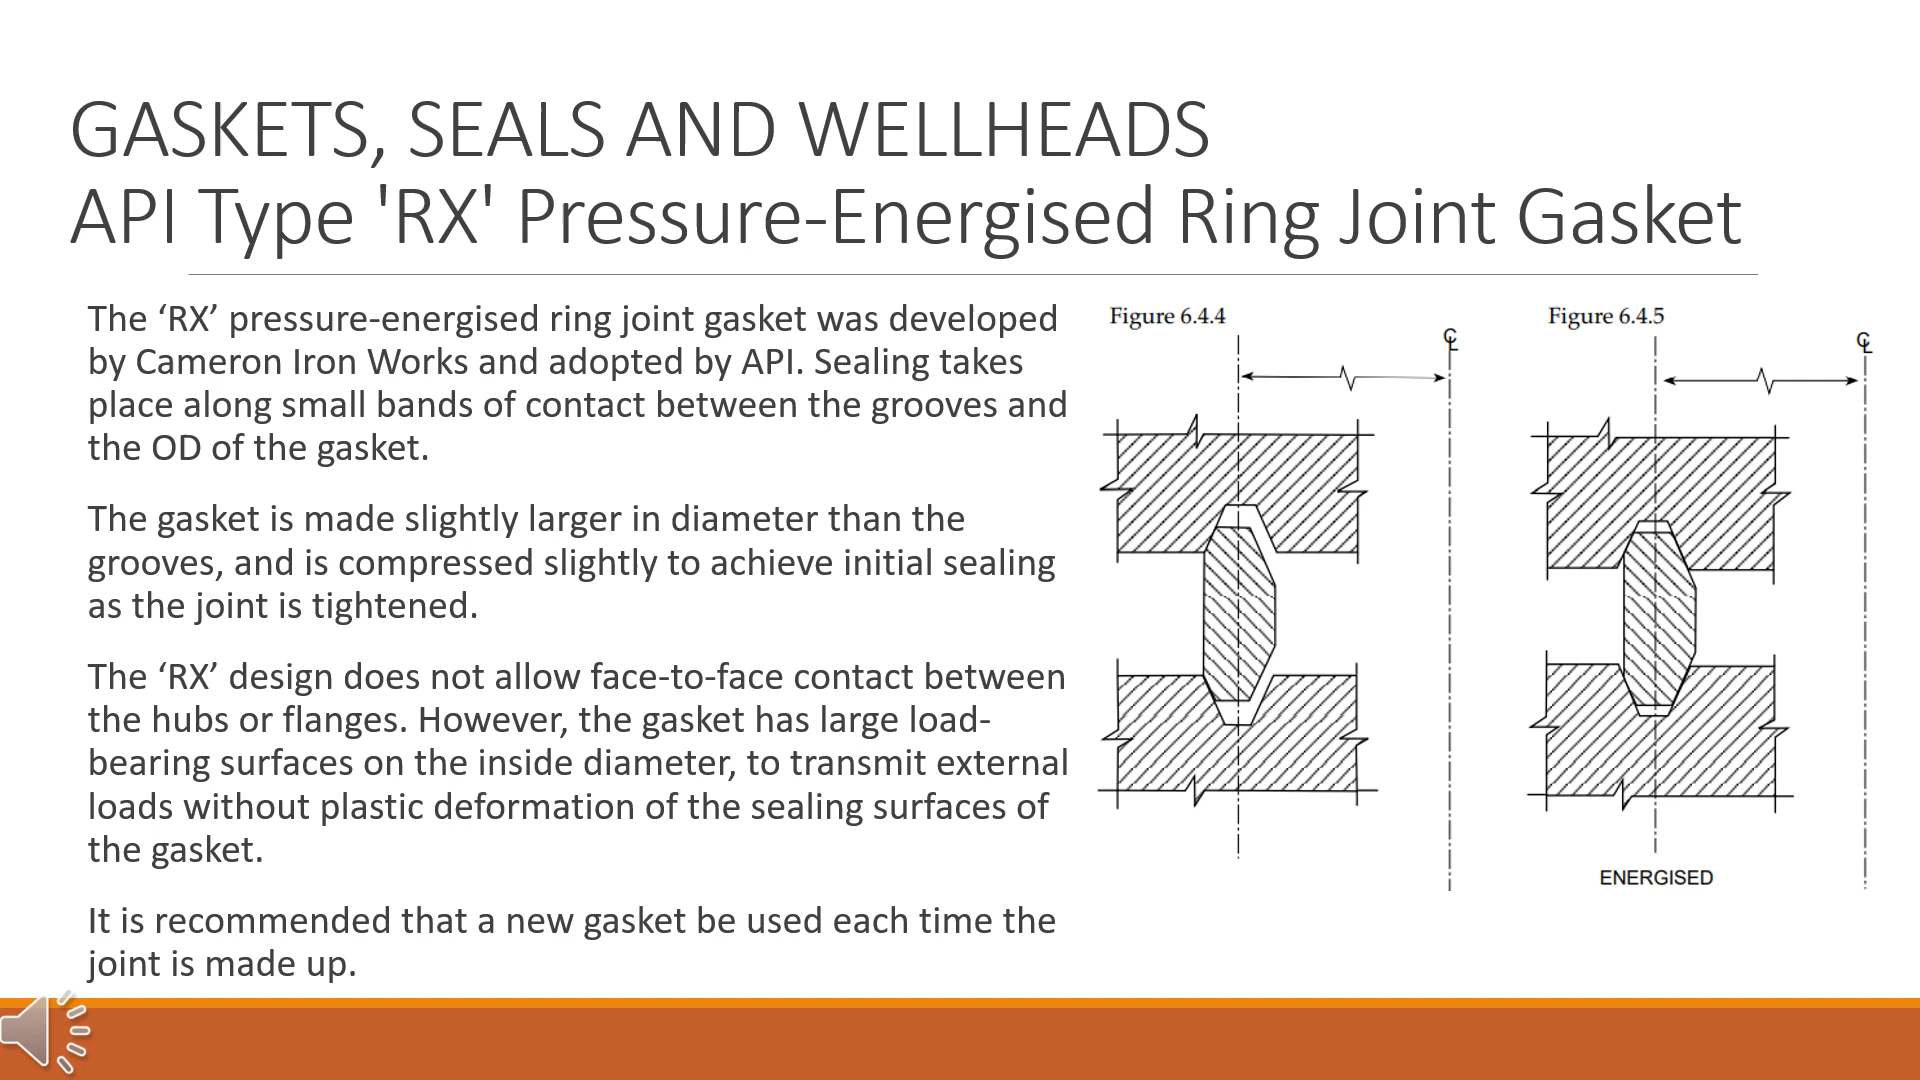 GASKETS, SEALS AND WELLHEADS
API Type 'RX' Pressure-Energised Ring Joint Gasket
The ‘RX’ pressure-energised ring joint gasket was developed
by Cameron Iron Works and adopted by API. Sealing takes
place along small bands of contact between the grooves and
the OD of the gasket.
The gasket is made slightly larger in diameter than the
grooves, and is compressed slightly to achieve initial sealing
as the joint is tightened.
The ‘RX’ design does not allow face-to-face contact between
the hubs or flanges. However, the gasket has large load-
bearing surfaces on the inside diameter, to transmit external
loads without plastic deformation of the sealing surfaces of
the gasket.
It is recommended that a new gasket be used each time the
joint is made up.
Figure 6.4.4
℄
Figure 6.4.5
℄
ENERGISED